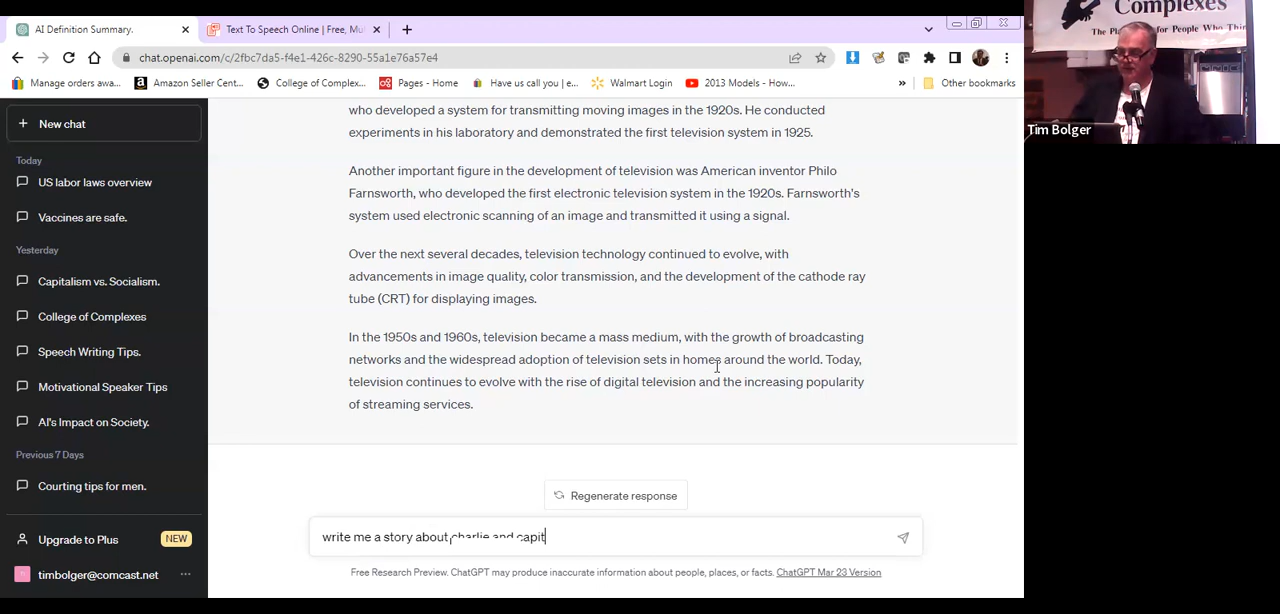 AI Definition Summary.
Text To Speech Online | Free, Mu
chat.openai.com/c/2fbc7da5-f4e1-426c-8290-55a1e76a57e4
Manage orders awa...
Amazon Seller Cent...
College of Complex...
Pages - Home
Have us call you | e...
Walmart Login
2013 Models - How...
»
Other bookmarks
New chat
Today
US labor laws overview
Vaccines are safe.
Yesterday
Capitalism vs. Socialism.
College of Complexes
Speech Writing Tips.
Motivational Speaker Tips
AI's Impact on Society.
Previous 7 Days
Courting tips for men.
Upgrade to Plus
NEW
timbolger@comcast.net
who developed a system for transmitting moving images in the 1920s. He conducted
experiments in his laboratory and demonstrated the first television system in 1925.
Another important figure in the development of television was American inventor Philo
Farnsworth, who developed the first electronic television system in the 1920s. Farnsworth's
system used electronic scanning of an image and transmitted it using a signal.
Over the next several decades, television technology continued to evolve, with
advancements in image quality, color transmission, and the development of the cathode ray
tube (CRT) for displaying images.
In the 1950s and 1960s, television became a mass medium, with the growth of broadcasting
networks and the widespread adoption of television sets in homes around the world. Today,
television continues to evolve with the rise of digital television and the increasing popularity
of streaming services.
Regenerate response
write me a story about charlie and capit
Free Research Preview. ChatGPT may produce inaccurate information about people, places, or facts. ChatGPT Mar 23 Version
Complexes
The Pla for People Who Thin
Tim Bolger